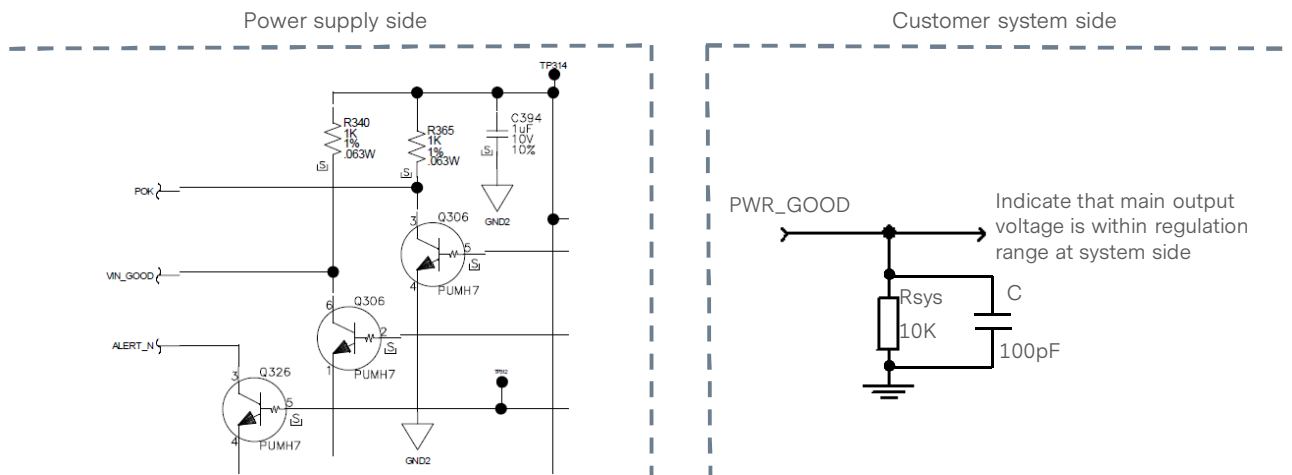 Power supply side
Customer system side
TP314
R340
1K
1%
.063W
R365
1K
1%
.063W
C394
1uF
10V
10%
S
S
S
POK
GND2
3
Q306
5
S
4
PUMH7
VIN_GOOD
6
Q306
2
S
1
PUMH7
ALERT_N
3
Q326
5
S
4
PUMH7
GND2
PWR_GOOD
Indicate that main output
voltage is within regulation
range at system side
Rsys
10K
C
100pF